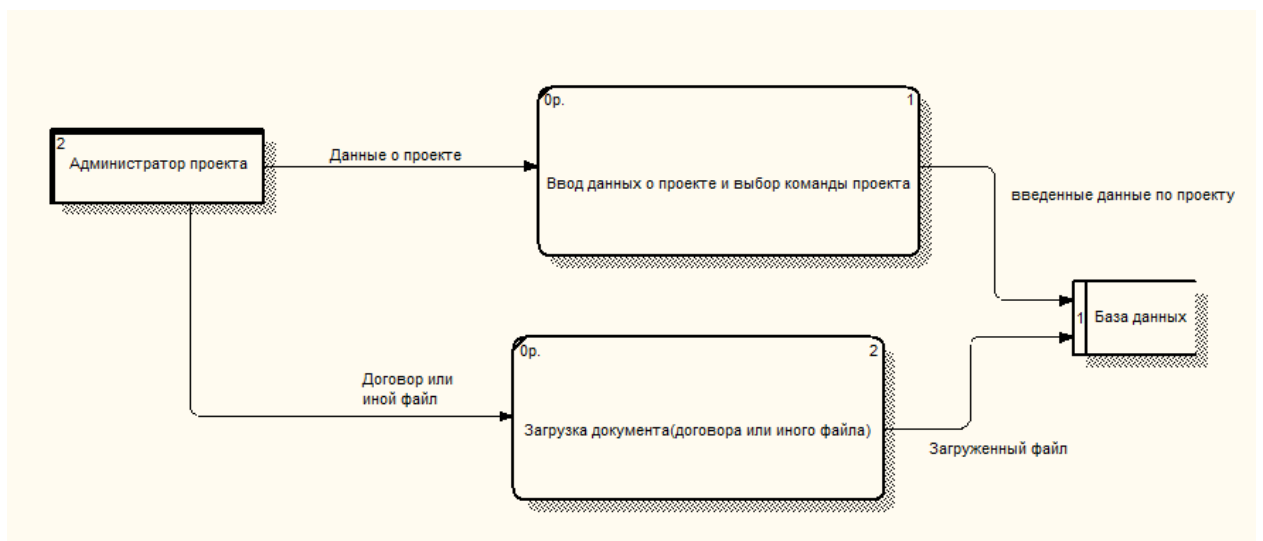 0р.
1
2
Администратор проекта
Данные о проекте
Ввод данных о проекте и выбор команды проекта
введенные данные по проекту
1
База данных
0р.
2
Договор или
иной файл
Загрузка документа(договора или иного файла)
Загруженный файл